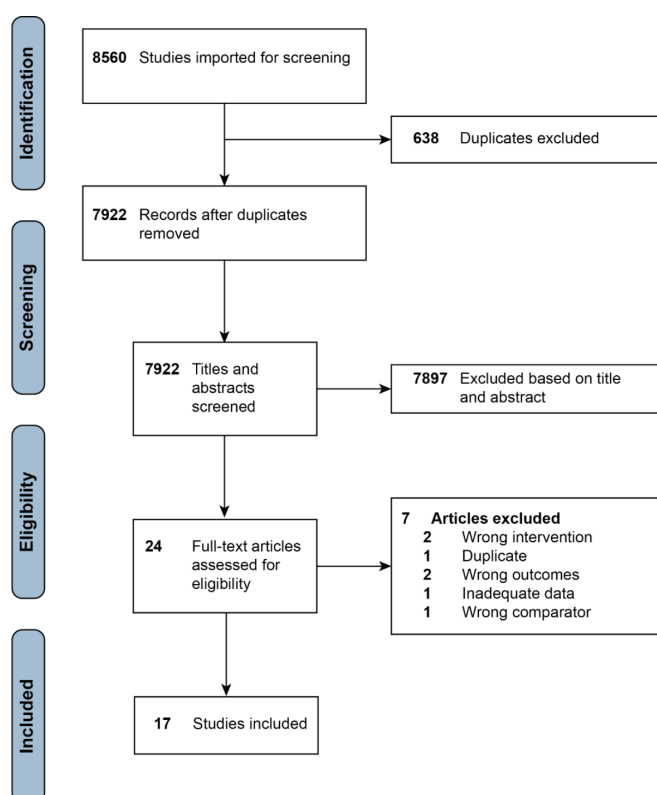 Identification
8560 Studies imported for screening
638 Duplicates excluded
7922 Records after duplicates
removed
Screening
7922 Titles and
abstracts
screened
7897 Excluded based on title
and abstract
Eligibility
24 Full-text articles
assessed for
eligibility
7 Articles excluded
2 Wrong intervention
1 Duplicate
2 Wrong outcomes
1 Inadequate data
1 Wrong comparator
Included
17 Studies included